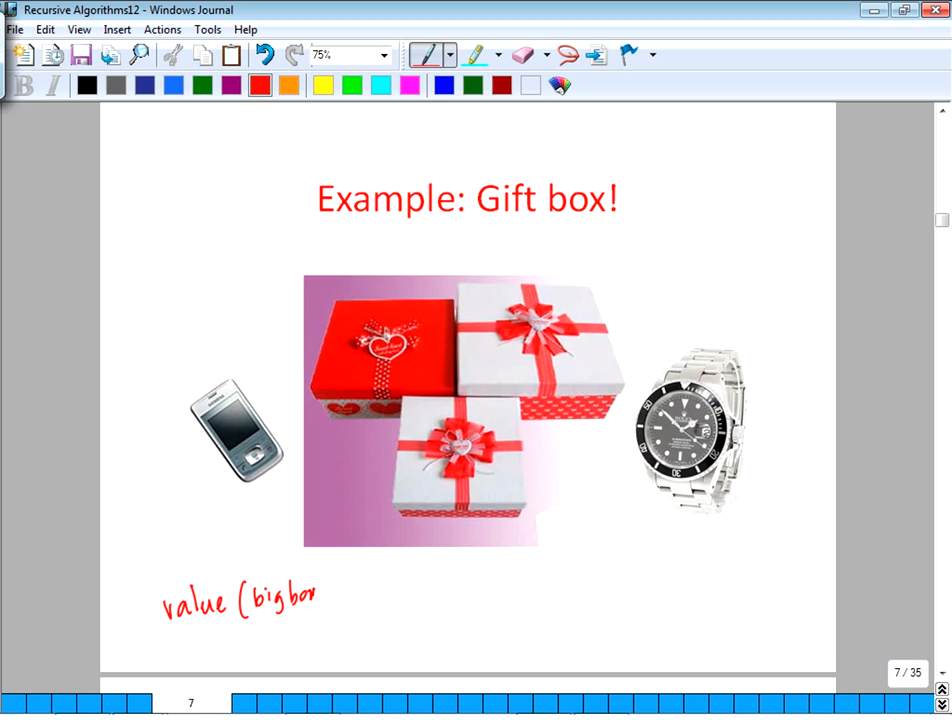 Recursive Algorithms12 - Windows Journal
File Edit View Insert Actions Tools Help
75%
B I
Example: Gift box!
value (bigbox
7 / 35
7